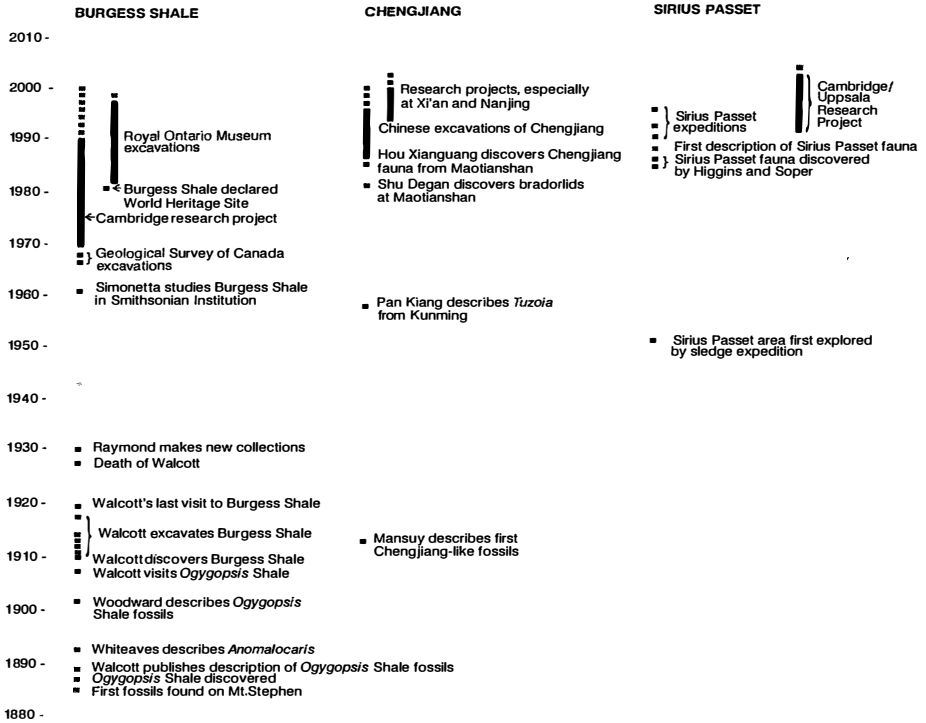 BURGESS SHALE
CHENGJIANG
SIRIUS PASSET
2010 -
2000 -
1990 -
1980 -
1970 -
1960 -
1950 -
1940 -
1930 -
1920 -
1910 -
1900 -
1890 -
1880 -
Royal Ontario Museum
excavations
Burgess Shale declared
World Heritage Site
Cambridge research project
Geological Survey of Canada
excavations
Simonetta studies Burgess Shale
in Smithsonian Institution
Raymond makes new collections
Death of Walcott
Walcott's last visit to Burgess Shale
Walcott excavates Burgess Shale
Walcott discovers Burgess Shale
Walcott visits Ogygopsis Shale
Woodward describes Ogygopsis
Shale fossils
Whiteaves describes Anomalocaris
Walcott publishes description of Ogygopsis Shale fossils
Ogygopsis Shale discovered
First fossils found on Mt.Stephen
Research projects, especially
at Xi'an and Nanjing
Chinese excavations of Chengjiang
Hou Xianguang discovers Chengjiang
fauna from Maotianshan
Shu Degan discovers bradorlids
at Maotianshan
Pan Kiang describes Tuzoia
from Kunming
Mansuy describes first
Chengjiang-like fossils
Cambridge/
Uppsala
Research
Project
Sirius Passet
expeditions
First description of Sirius Passet fauna
Sirius Passet fauna discovered
by Higgins and Soper
Sirius Passet area first explored
by sledge expedition